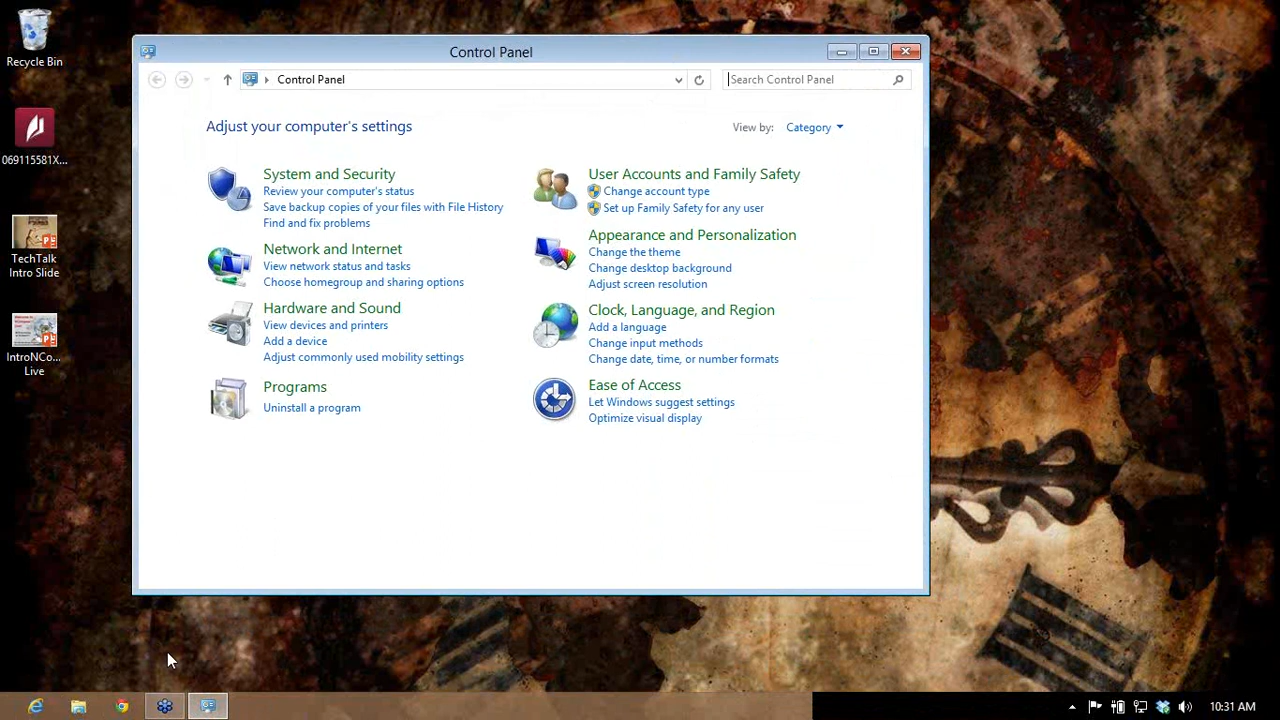 Recycle Bin
069115581X...
TechTalk
Intro Slide
IntroNCo...
Live
Control Panel
Control Panel
Search Control Panel
Adjust your computer's settings
View by: Category
System and Security
Review your computer's status
Save backup copies of your files with File History
Find and fix problems
Network and Internet
View network status and tasks
Choose homegroup and sharing options
Hardware and Sound
View devices and printers
Add a device
Adjust commonly used mobility settings
Programs
Uninstall a program
User Accounts and Family Safety
Change account type
Set up Family Safety for any user
Appearance and Personalization
Change the theme
Change desktop background
Adjust screen resolution
Clock, Language, and Region
Add a language
Change input methods
Change date, time, or number formats
Ease of Access
Let Windows suggest settings
Optimize visual display
10:31 AM